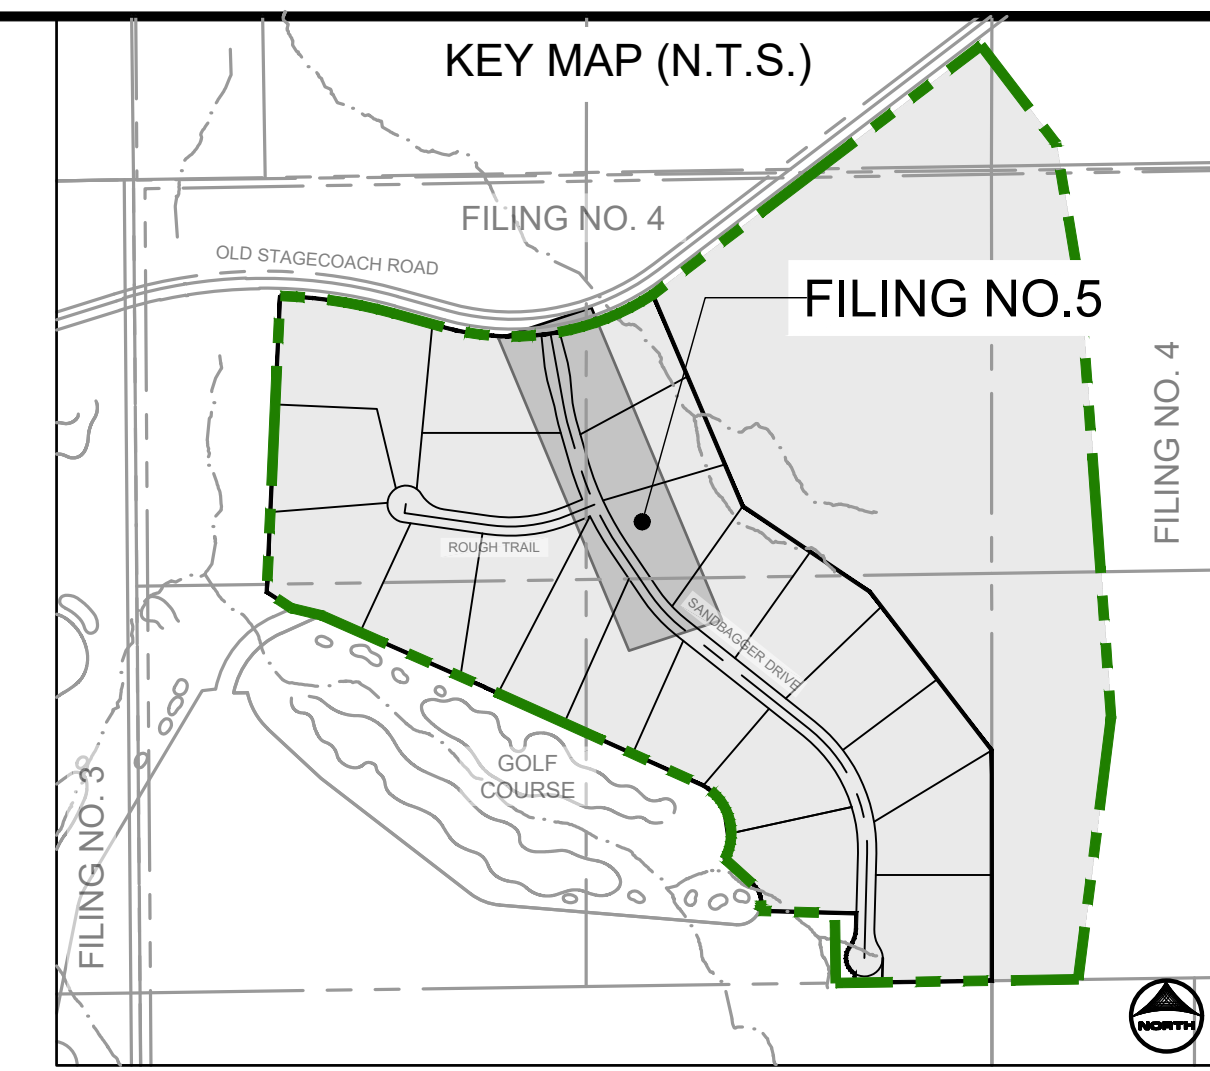 KEY MAP (N.T.S.)
FILING NO. 4
OLD STAGECOACH ROAD
FILING NO.5
FILING NO. 4
ROUGH TRAIL
SANDBAGGER DRIVE
GOLF
COURSE
FILING NO. 3
NORTH